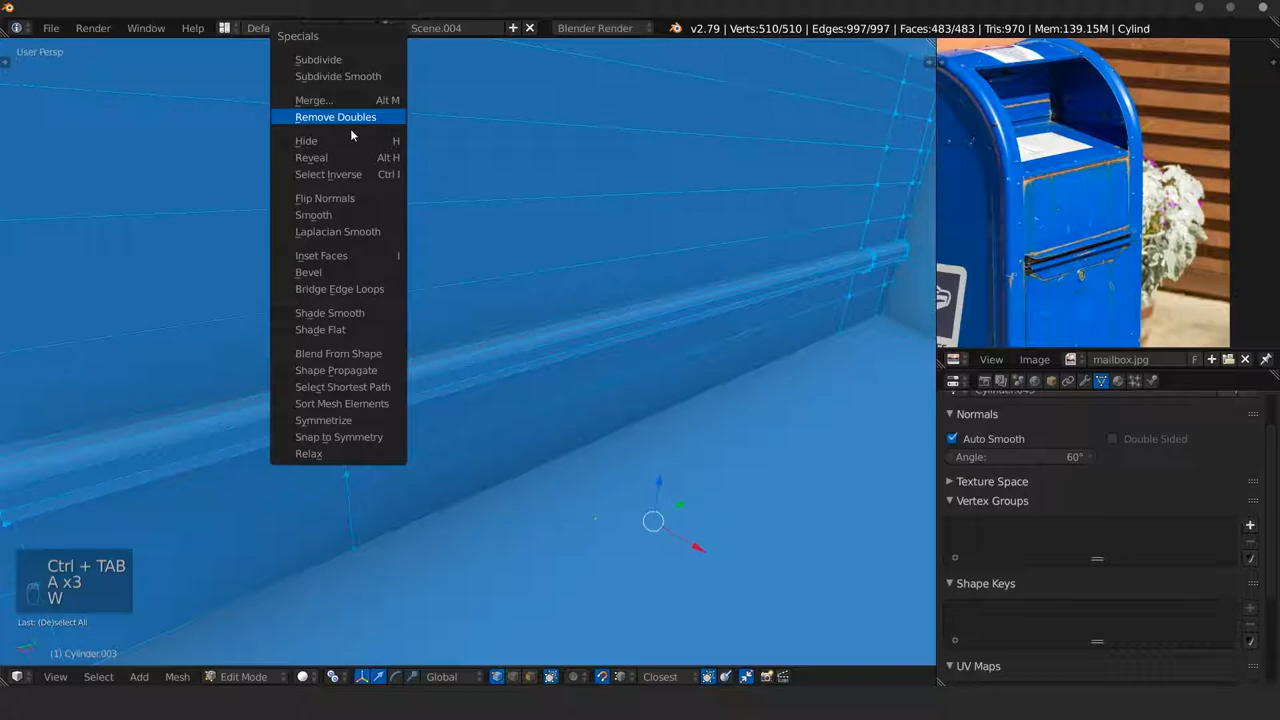 File Render Window Help Defa Scene.004 Blender Render v2.79 | Verts:510/510 | Edges:997/997 | Faces:483/483 | Tris:970 | Mem:139.15M | Cylind
User Persp
Specials
Subdivide
Subdivide Smooth
Merge... Alt M
Remove Doubles
Hide H
Reveal Alt H
Select Inverse Ctrl I
Flip Normals
Smooth
Laplacian Smooth
Inset Faces I
Bevel
Bridge Edge Loops
Shade Smooth
Shade Flat
Blend From Shape
Shape Propagate
Select Shortest Path
Sort Mesh Elements
Symmetrize
Snap to Symmetry
Relax
View Image mailbox.jpg F
Normals
Auto Smooth Double Sided
Angle: 60°
Texture Space
Vertex Groups
Shape Keys
UV Maps
Ctrl + TAB
A x3
W
Last: (De)select All
(1) Cylinder.003
View Select Add Mesh Edit Mode Global Closest